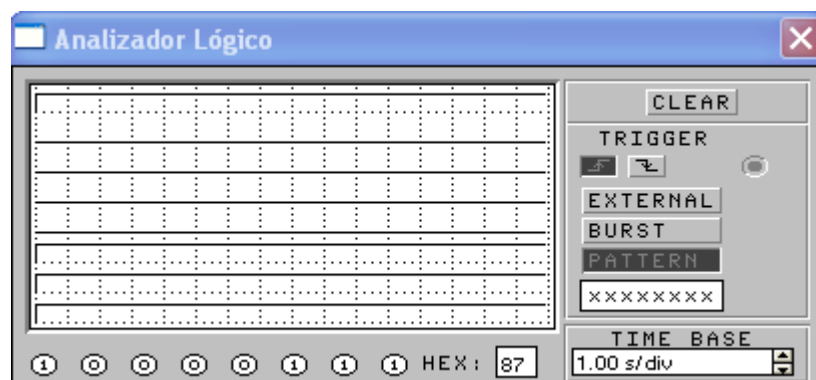 Analizador Lógico
CLEAR
TRIGGER
EXTERNAL
BURST
PATTERN
xxxxxxxx
TIME BASE
1.00 s/div
1 0 0 0 0 1 1 1 HEX: 87